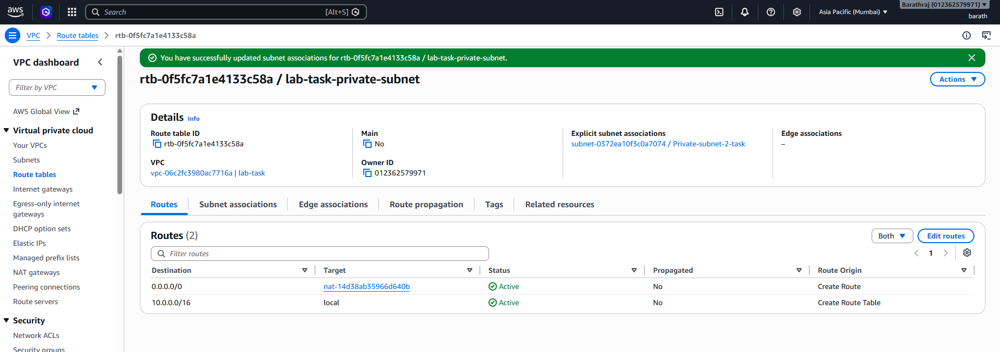 aws
Search
[Alt+S]
Asia Pacific (Mumbai)
Barathraj (012362579971)
barath
VPC
Route tables
rtb-0f5fc7a1e4133c58a
VPC dashboard
Filter by VPC
AWS Global View
Virtual private cloud
Your VPCs
Subnets
Route tables
Internet gateways
Egress-only internet
gateways
DHCP option sets
Elastic IPs
Managed prefix lists
NAT gateways
Peering connections
Route servers
Security
Network ACLs
Security groups
You have successfully updated subnet associations for rtb-0f5fc7a1e4133c58a / lab-task-private-subnet.
rtb-0f5fc7a1e4133c58a / lab-task-private-subnet
Actions
Details Info
Route table ID
rtb-0f5fc7a1e4133c58a
Main
No
Explicit subnet associations
subnet-0372ea10f3c0a7074 / Private-subnet-2-task
Edge associations
–
VPC
vpc-06c2fc3980ac7716a | lab-task
Owner ID
012362579971
Routes Subnet associations Edge associations Route propagation Tags Related resources
Routes (2)
Both
Edit routes
Filter routes
1
Destination Target Status Propagated Route Origin
0.0.0.0/0 nat-14d38ab35966d640b Active No Create Route
10.0.0.0/16 local Active No Create Route Table